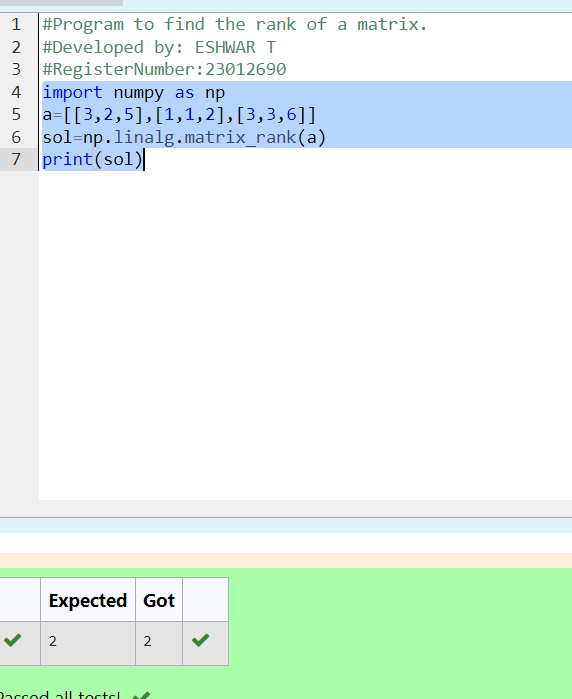 1 #Program to find the rank of a matrix.
2 #Developed by: ESHWAR T
3 #RegisterNumber:23012690
4 import numpy as np
5 a=[[3,2,5],[1,1,2],[3,3,6]]
6 sol=np.linalg.matrix_rank(a)
7 print(sol)
Expected Got
2 2
Passed all tests!